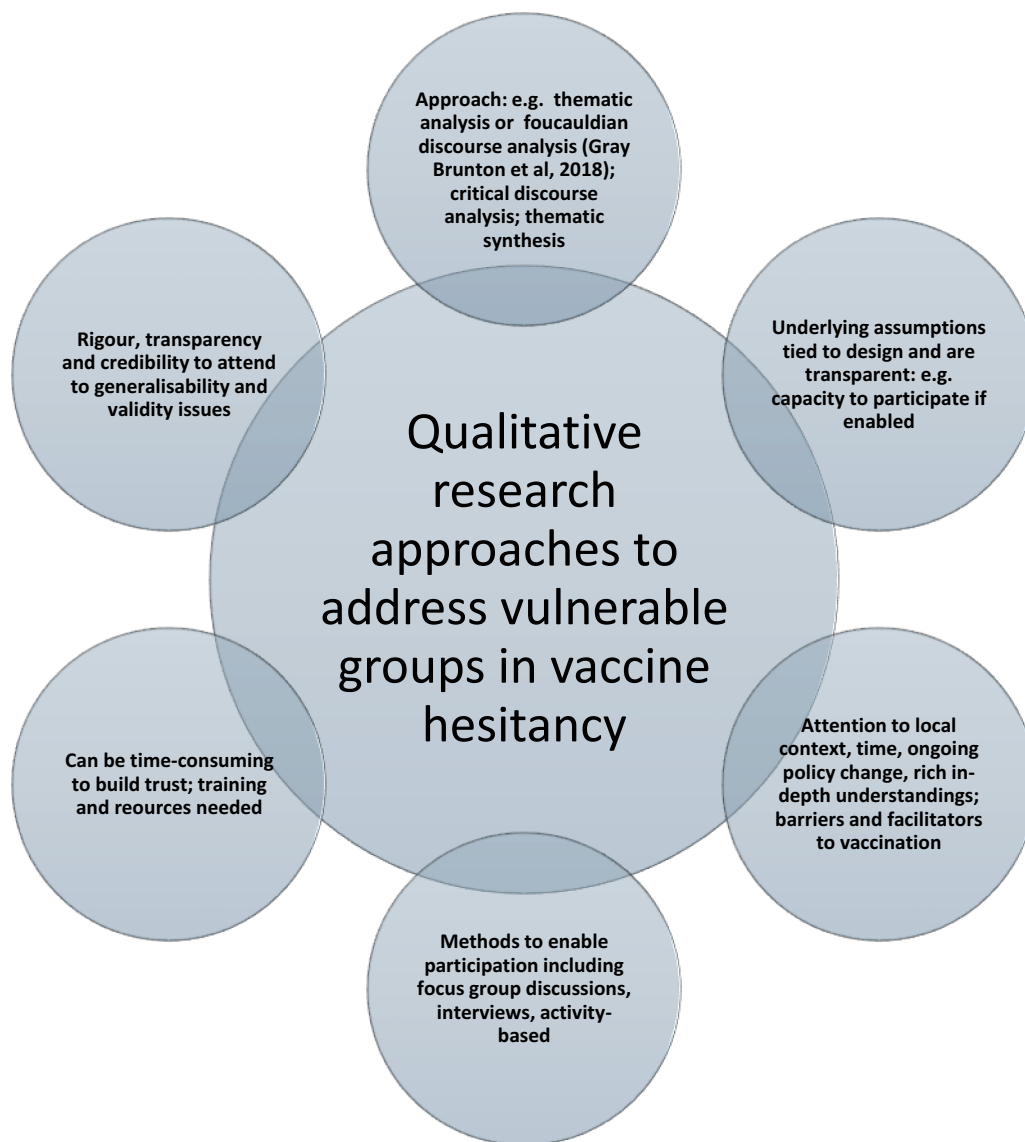 Approach: e.g. thematic
analysis or foucauldian
discourse analysis (Gray
Brunton et al, 2018);
critical discourse
analysis; thematic
synthesis
Underlying assumptions
tied to design and are
transparent: e.g.
capacity to participate if
enabled
Attention to local
context, time, ongoing
policy change, rich in-
depth understandings;
barriers and facilitators
to vaccination
Methods to enable
participation including
focus group discussions,
interviews, activity-
based
Can be time-consuming
to build trust; training
and reources needed
Rigour, transparency
and credibility to attend
to generalisability and
validity issues
Qualitative
research
approaches to
address vulnerable
groups in vaccine
hesitancy